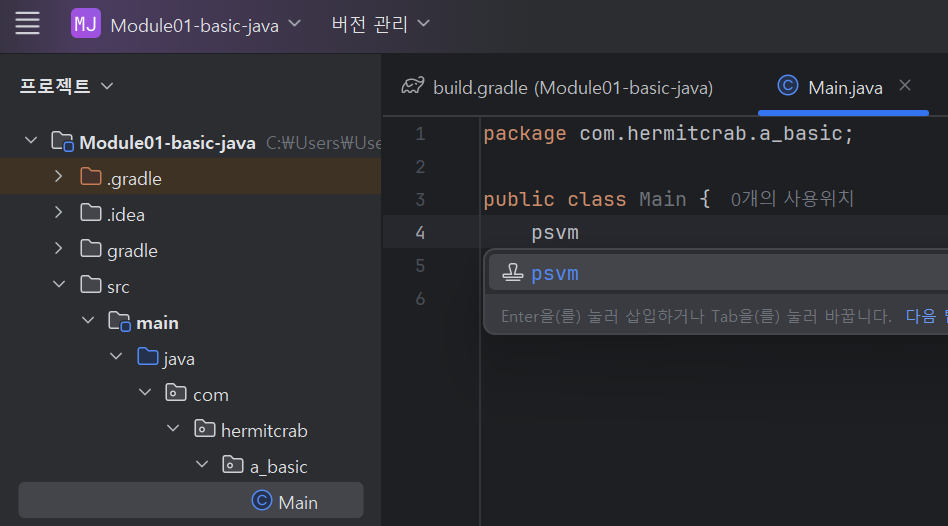 MJ Module01-basic-java 버전 관리
프로젝트
build.gradle (Module01-basic-java) Main.java
Module01-basic-java C:₩Users₩Use
.gradle
.idea
gradle
src
main
java
com
hermitcrab
a_basic
Main
1 package com.hermitcrab.a_basic;
2
3 public class Main { 0개의 사용위치
4 psvm
5 psvm
6 Enter을(를) 눌러 삽입하거나 Tab을(를) 눌러 바꿉니다. 다음